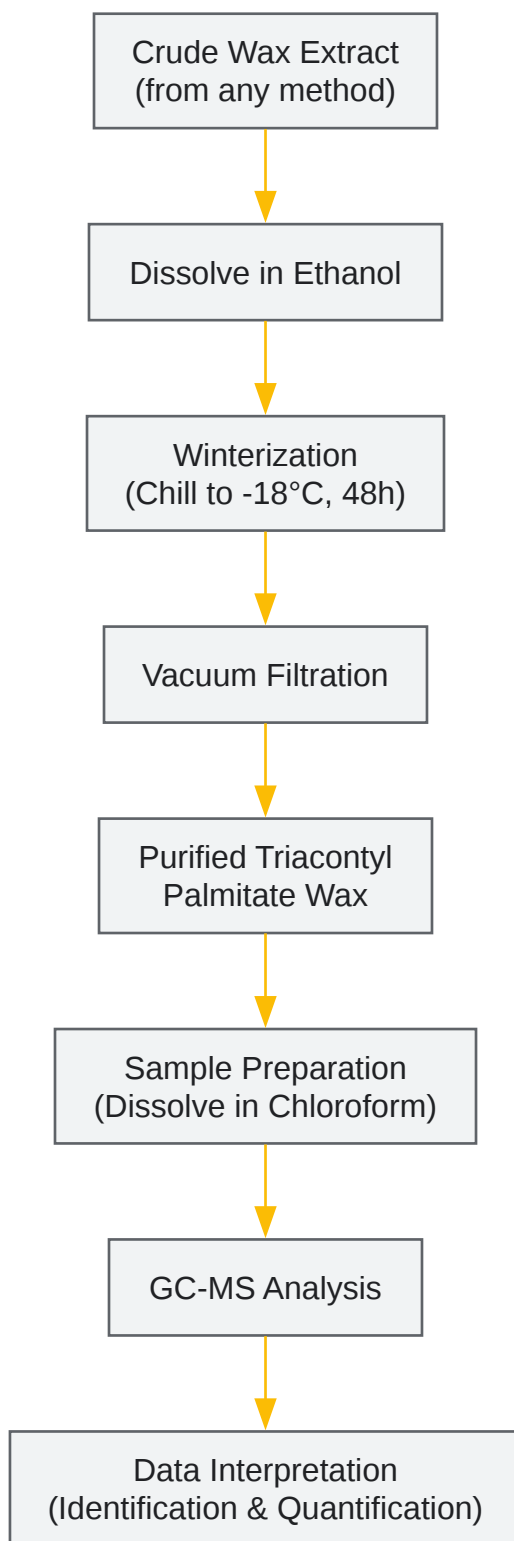 Crude Wax Extract
(from any method)
Dissolve in Ethanol
Winterization
(Chill to -18°C, 48h)
Vacuum Filtration
Purified Triacontyl
Palmitate Wax
Sample Preparation
(Dissolve in Chloroform)
GC-MS Analysis
Data Interpretation
(Identification & Quantification)